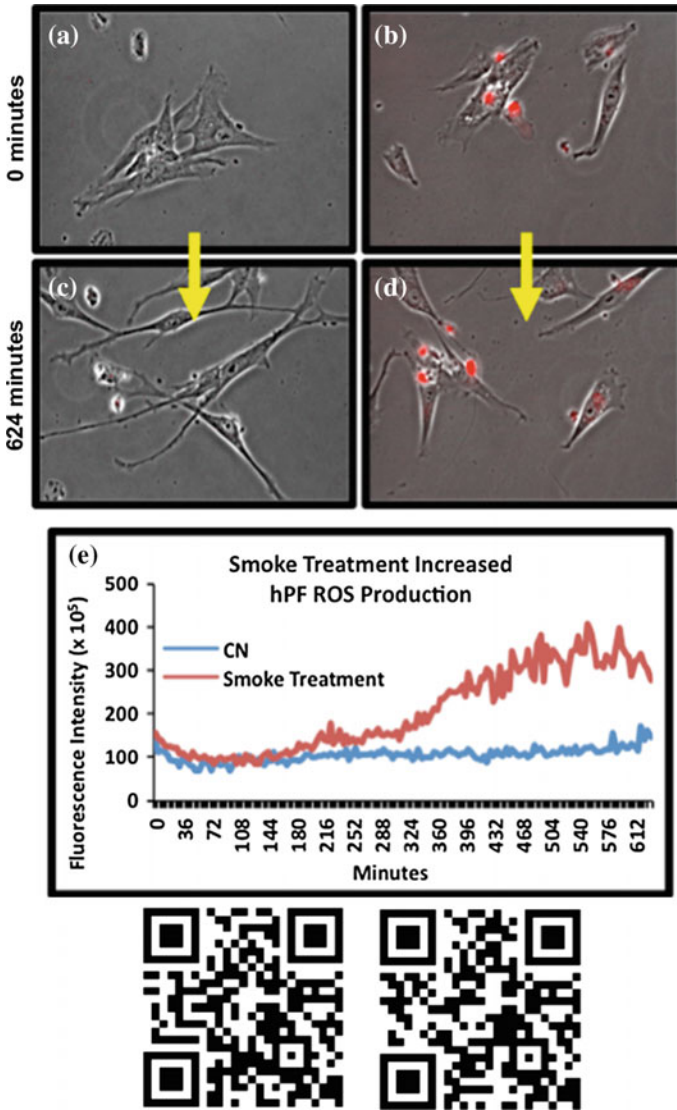 (a)
(b)
0 minutes
(c)
(d)
624 minutes
(e)
Smoke Treatment Increased
hPF ROS Production
Fluorescence Intensity (x 10⁵)
500
400
300
200
100
0
CN
Smoke Treatment
0
36
72
108
144
180
216
252
288
324
360
396
432
468
504
540
576
612
Minutes